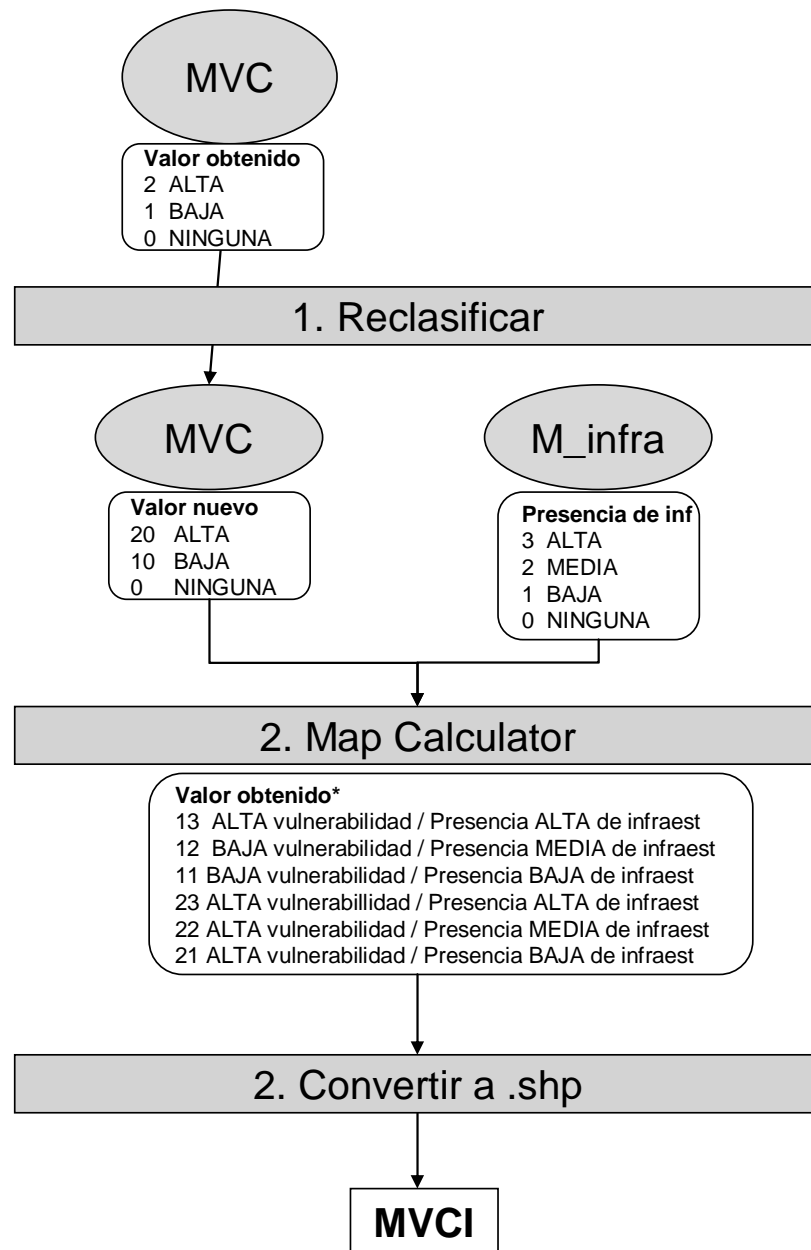 MVC
Valor obtenido
2 ALTA
1 BAJA
0 NINGUNA
1. Reclasificar
MVC
Valor nuevo
20 ALTA
10 BAJA
0 NINGUNA
M_infra
Presencia de inf
3 ALTA
2 MEDIA
1 BAJA
0 NINGUNA
2. Map Calculator
Valor obtenido*
13 ALTA vulnerabilidad / Presencia ALTA de infraest
12 BAJA vulnerabilidad / Presencia MEDIA de infraest
11 BAJA vulnerabilidad / Presencia BAJA de infraest
23 ALTA vulnerabillidad / Presencia ALTA de infraest
22 ALTA vulnerabilidad / Presencia MEDIA de infraest
21 ALTA vulnerabilidad / Presencia BAJA de infraest
2. Convertir a .shp
MVCI